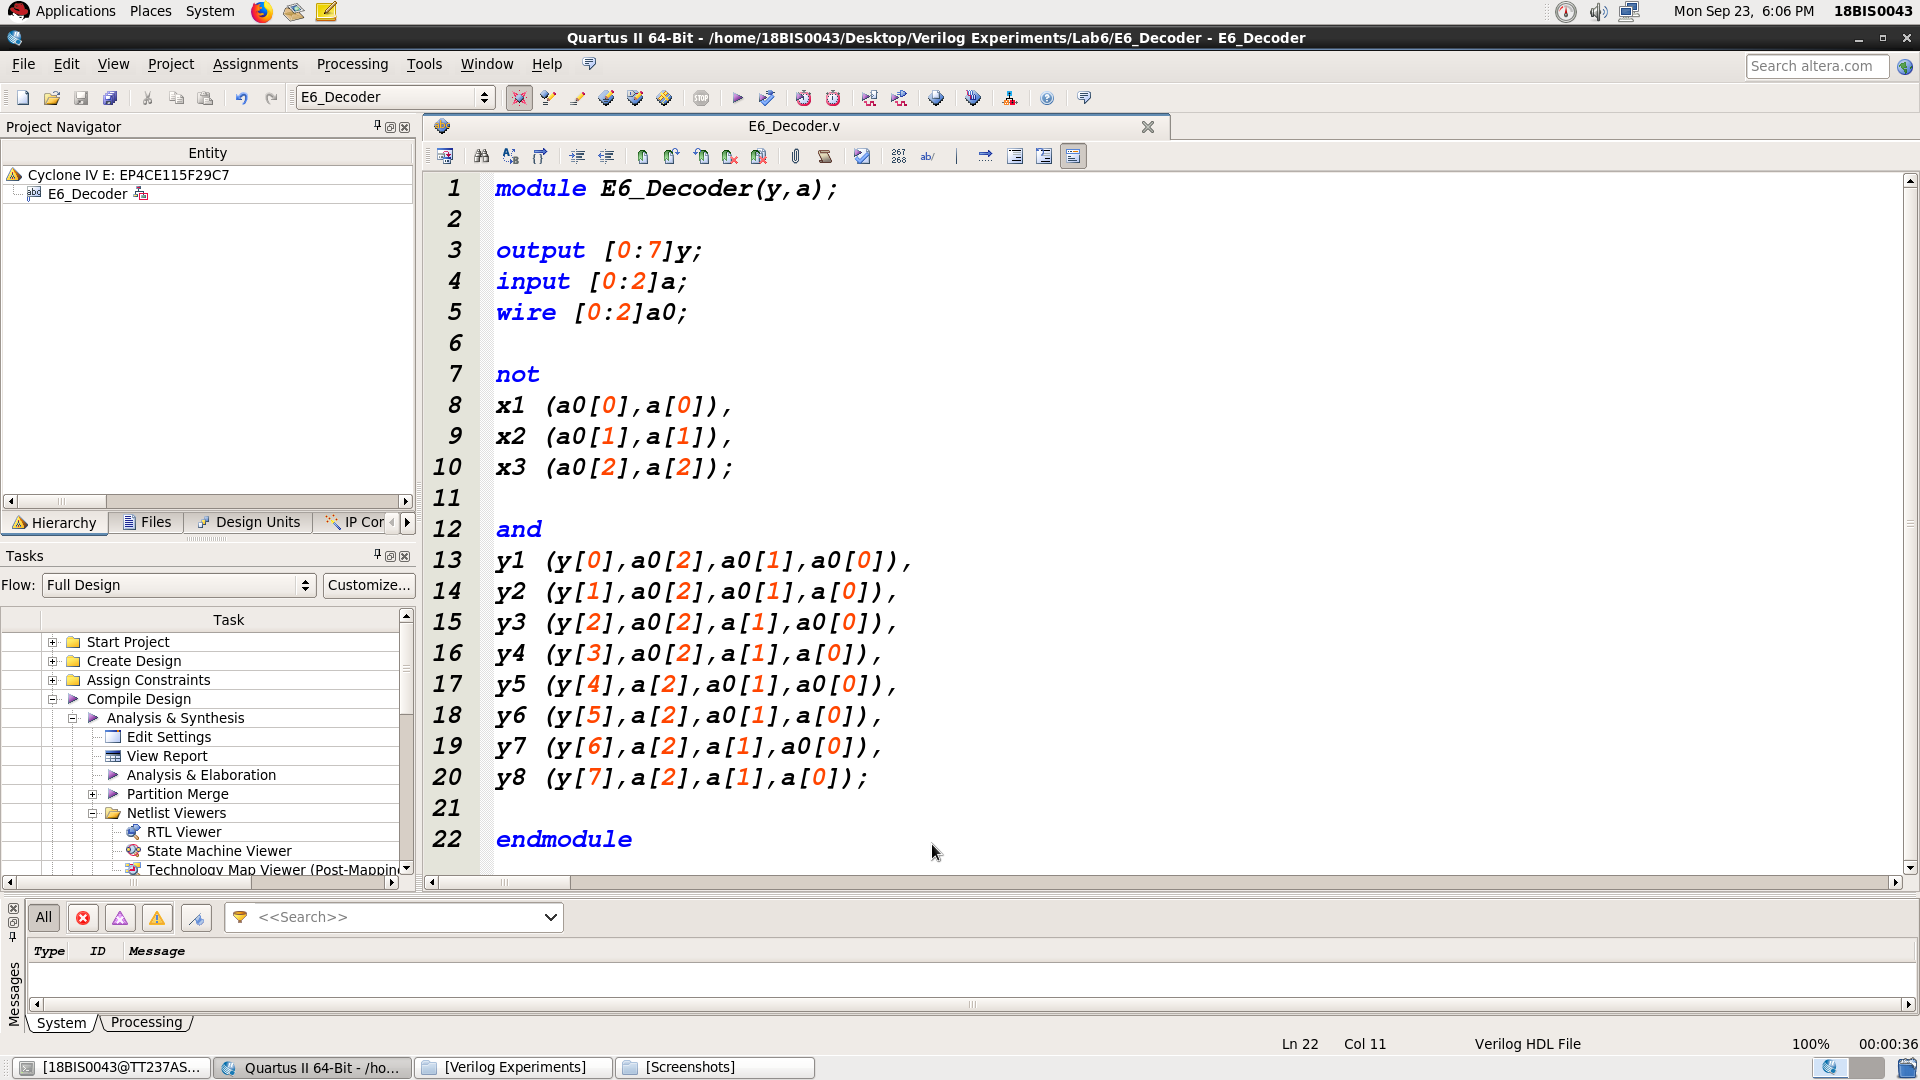 Applications Places System Mon Sep 23, 6:06 PM 18BIS0043
Quartus II 64-Bit - /home/18BIS0043/Desktop/Verilog Experiments/Lab6/E6_Decoder - E6_Decoder
File Edit View Project Assignments Processing Tools Window Help Search altera.com
E6_Decoder STOP
Project Navigator
Entity
Cyclone IV E: EP4CE115F29C7
abd E6_Decoder
Hierarchy Files Design Units IP Cor
Tasks
Flow: Full Design Customize...
Task
Start Project
Create Design
Assign Constraints
Compile Design
Analysis & Synthesis
Edit Settings
View Report
Analysis & Elaboration
Partition Merge
Netlist Viewers
RTL Viewer
State Machine Viewer
Technology Map Viewer (Post-Mappin
E6_Decoder.v
267 268 ab/
1 module E6_Decoder(y,a);
2
3 output [0:7]y;
4 input [0:2]a;
5 wire [0:2]a0;
6
7 not
8 x1 (a0[0],a[0]),
9 x2 (a0[1],a[1]),
10 x3 (a0[2],a[2]);
11
12 and
13 y1 (y[0],a0[2],a0[1],a0[0]),
14 y2 (y[1],a0[2],a0[1],a[0]),
15 y3 (y[2],a0[2],a[1],a0[0]),
16 y4 (y[3],a0[2],a[1],a[0]),
17 y5 (y[4],a[2],a0[1],a0[0]),
18 y6 (y[5],a[2],a0[1],a[0]),
19 y7 (y[6],a[2],a[1],a0[0]),
20 y8 (y[7],a[2],a[1],a[0]);
21
22 endmodule
All <<Search>>
Type ID Message
Messages
System Processing
Ln 22 Col 11 Verilog HDL File 100% 00:00:36
[18BIS0043@TT237AS... Quartus II 64-Bit - /ho... [Verilog Experiments] [Screenshots]